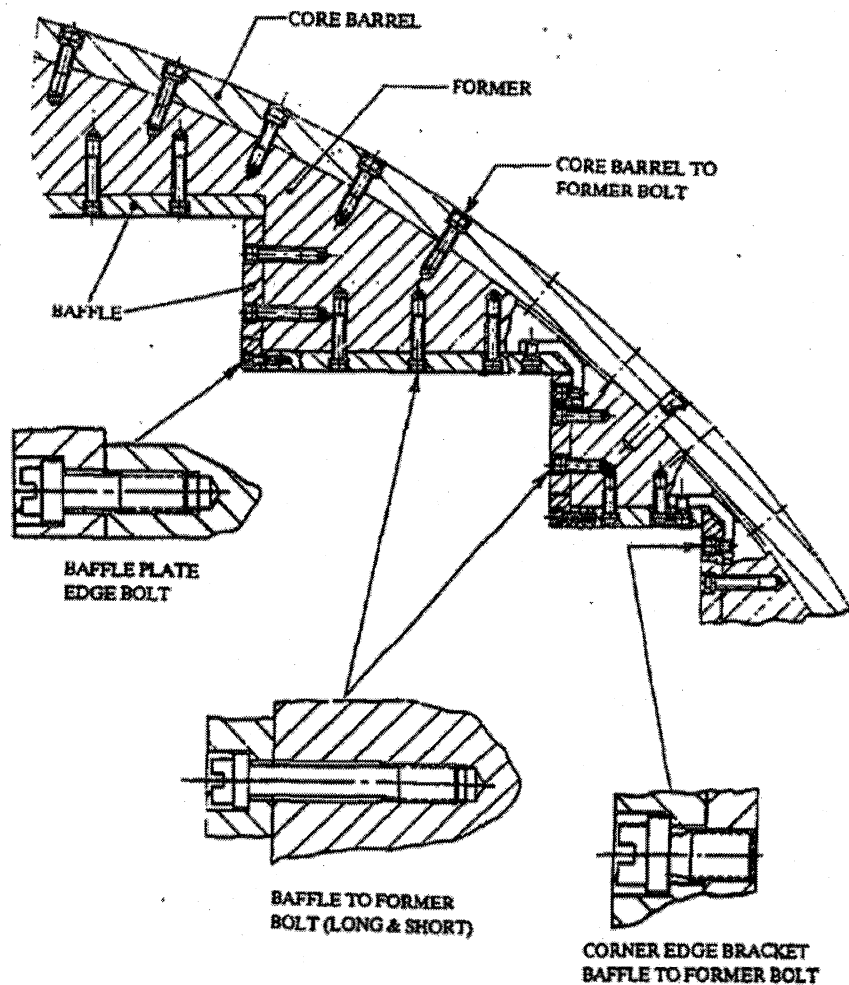 CORE BARREL
FORMER
CORE BARREL TO
FORMER BOLT
BAFFLE
BAFFLE PLATE
EDGE BOLT
BAFFLE TO FORMER
BOLT (LONG & SHORT)
CORNER EDGE BRACKET
BAFFLE TO FORMER BOLT